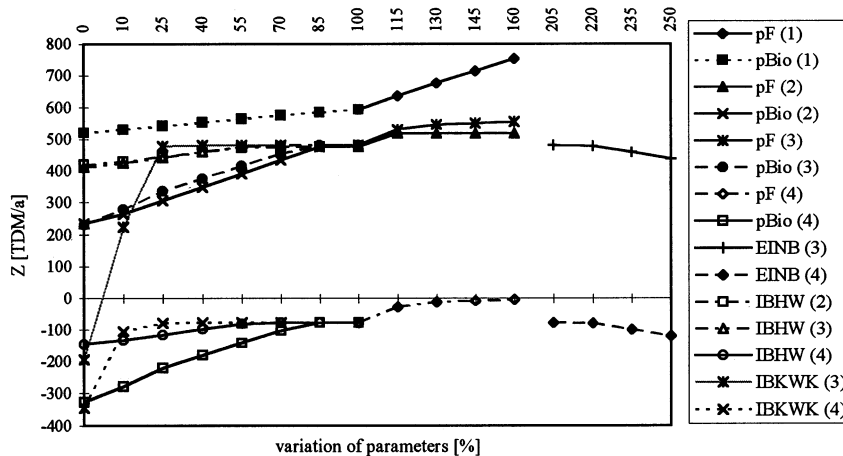 0 10 25 40 55 70 85 100 115 130 145 160 205 220 235 250
800
700
600
500
400
300
200
100
0
-100
-200
-300
-400
Z [TDM/a]
variation of parameters [%]
pF (1)
pBio (1)
pF (2)
pBio (2)
pF (3)
pBio (3)
pF (4)
pBio (4)
EINB (3)
EINB (4)
IBHW (2)
IBHW (3)
IBHW (4)
IBKWK (3)
IBKWK (4)